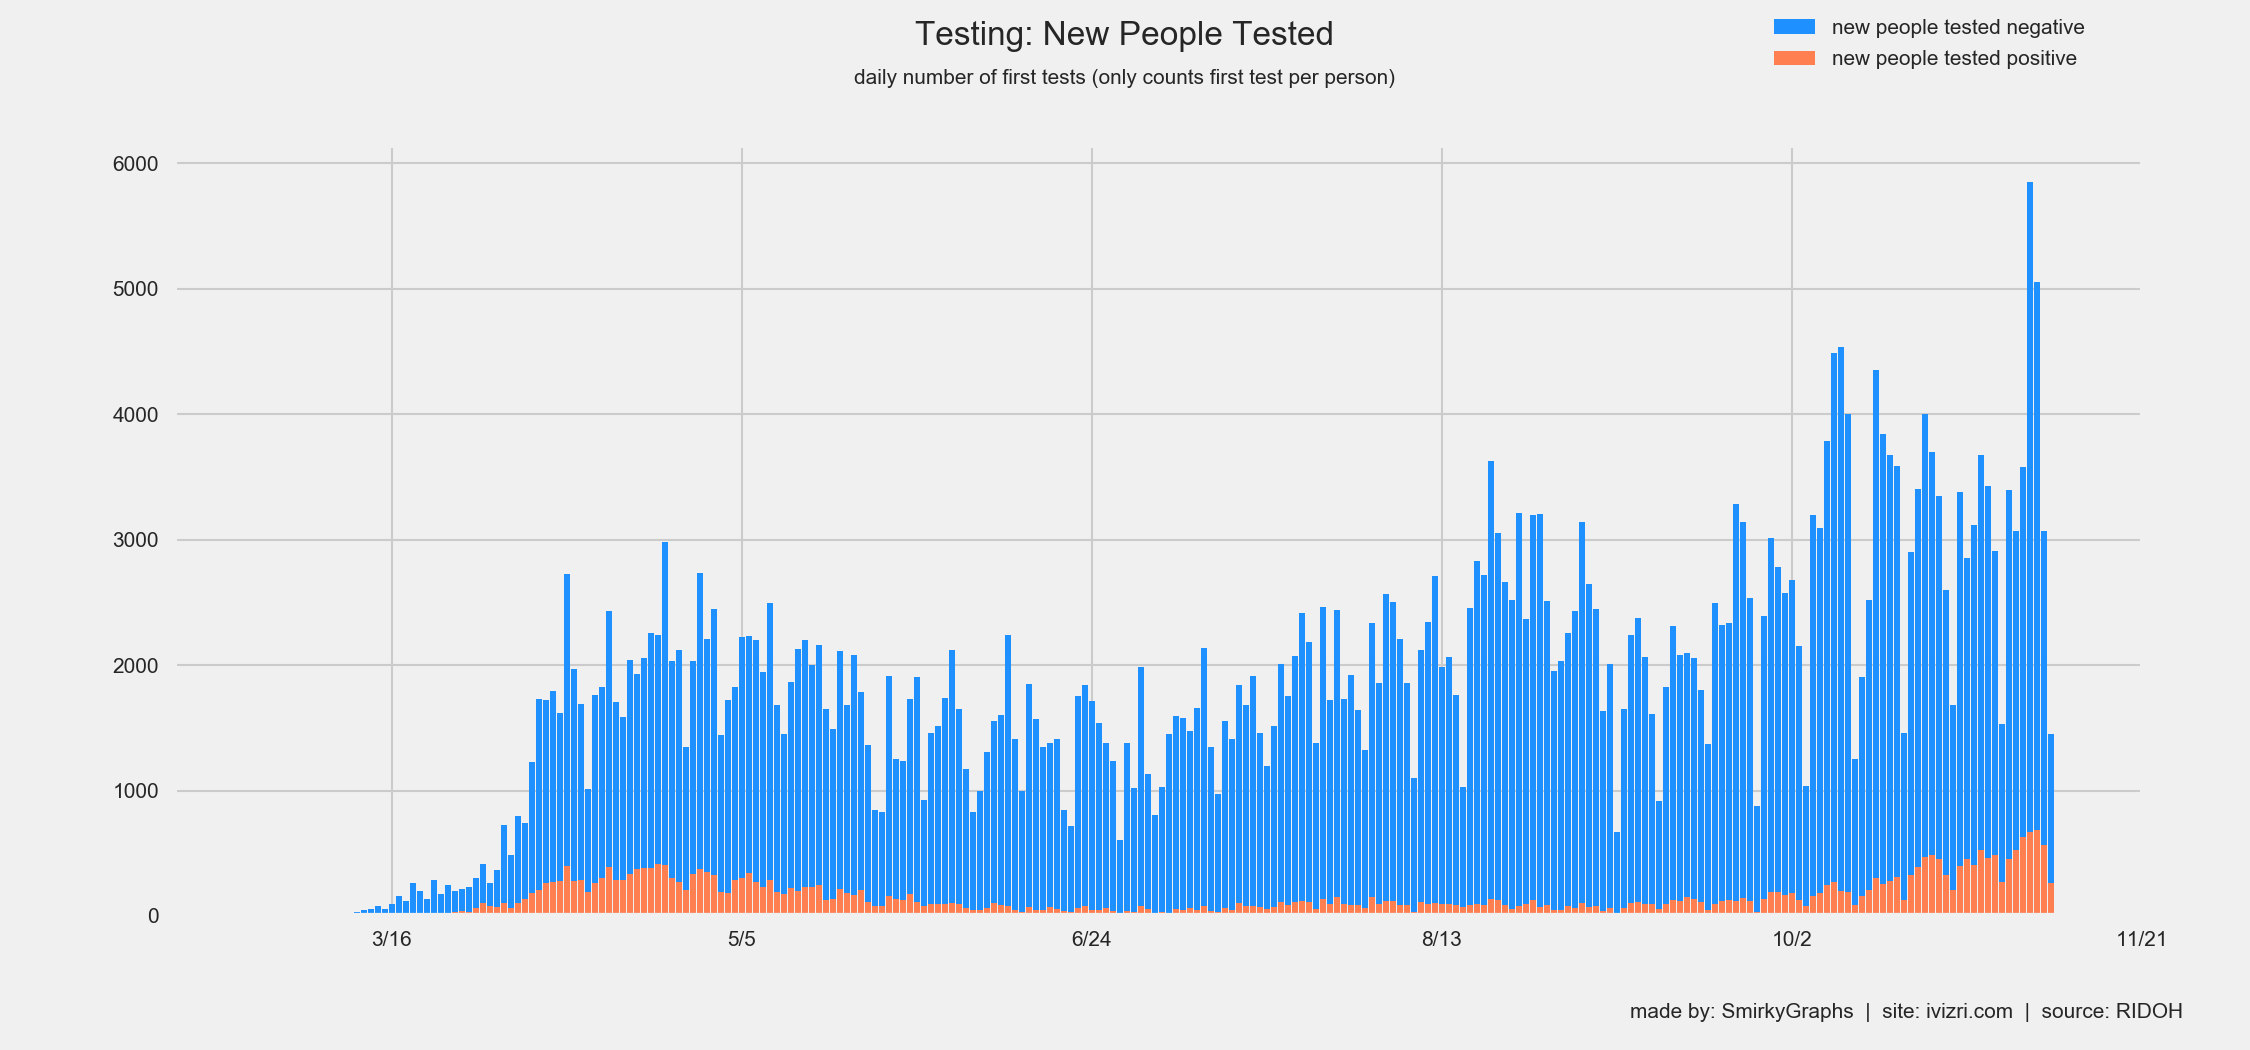 Testing: New People Tested
daily number of first tests (only counts first test per person)
new people tested negative
new people tested positive
6000
5000
4000
3000
2000
1000
0
3/16 5/5 6/24 8/13 10/2 11/21
made by: SmirkyGraphs | site: ivizri.com | source: RIDOH